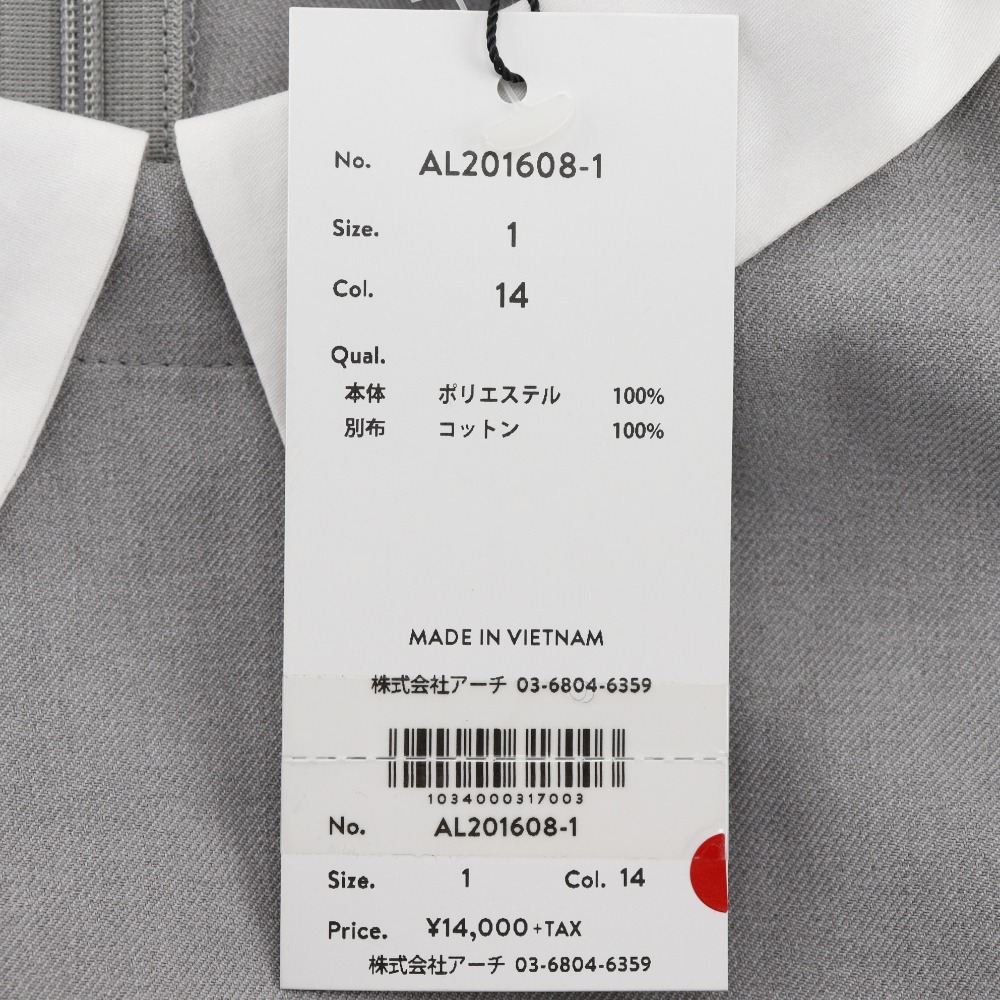 No. AL201608-1
Size. 1
Col. 14
Qual.
本体 ポリエステル 100%
別布 コットン 100%
MADE IN VIETNAM
株式会社アーチ 03-6804-6359
1034000317003
No. AL201608-1
Size. 1 Col. 14
Price. ¥14,000+TAX
株式会社アーチ 03-6804-6359